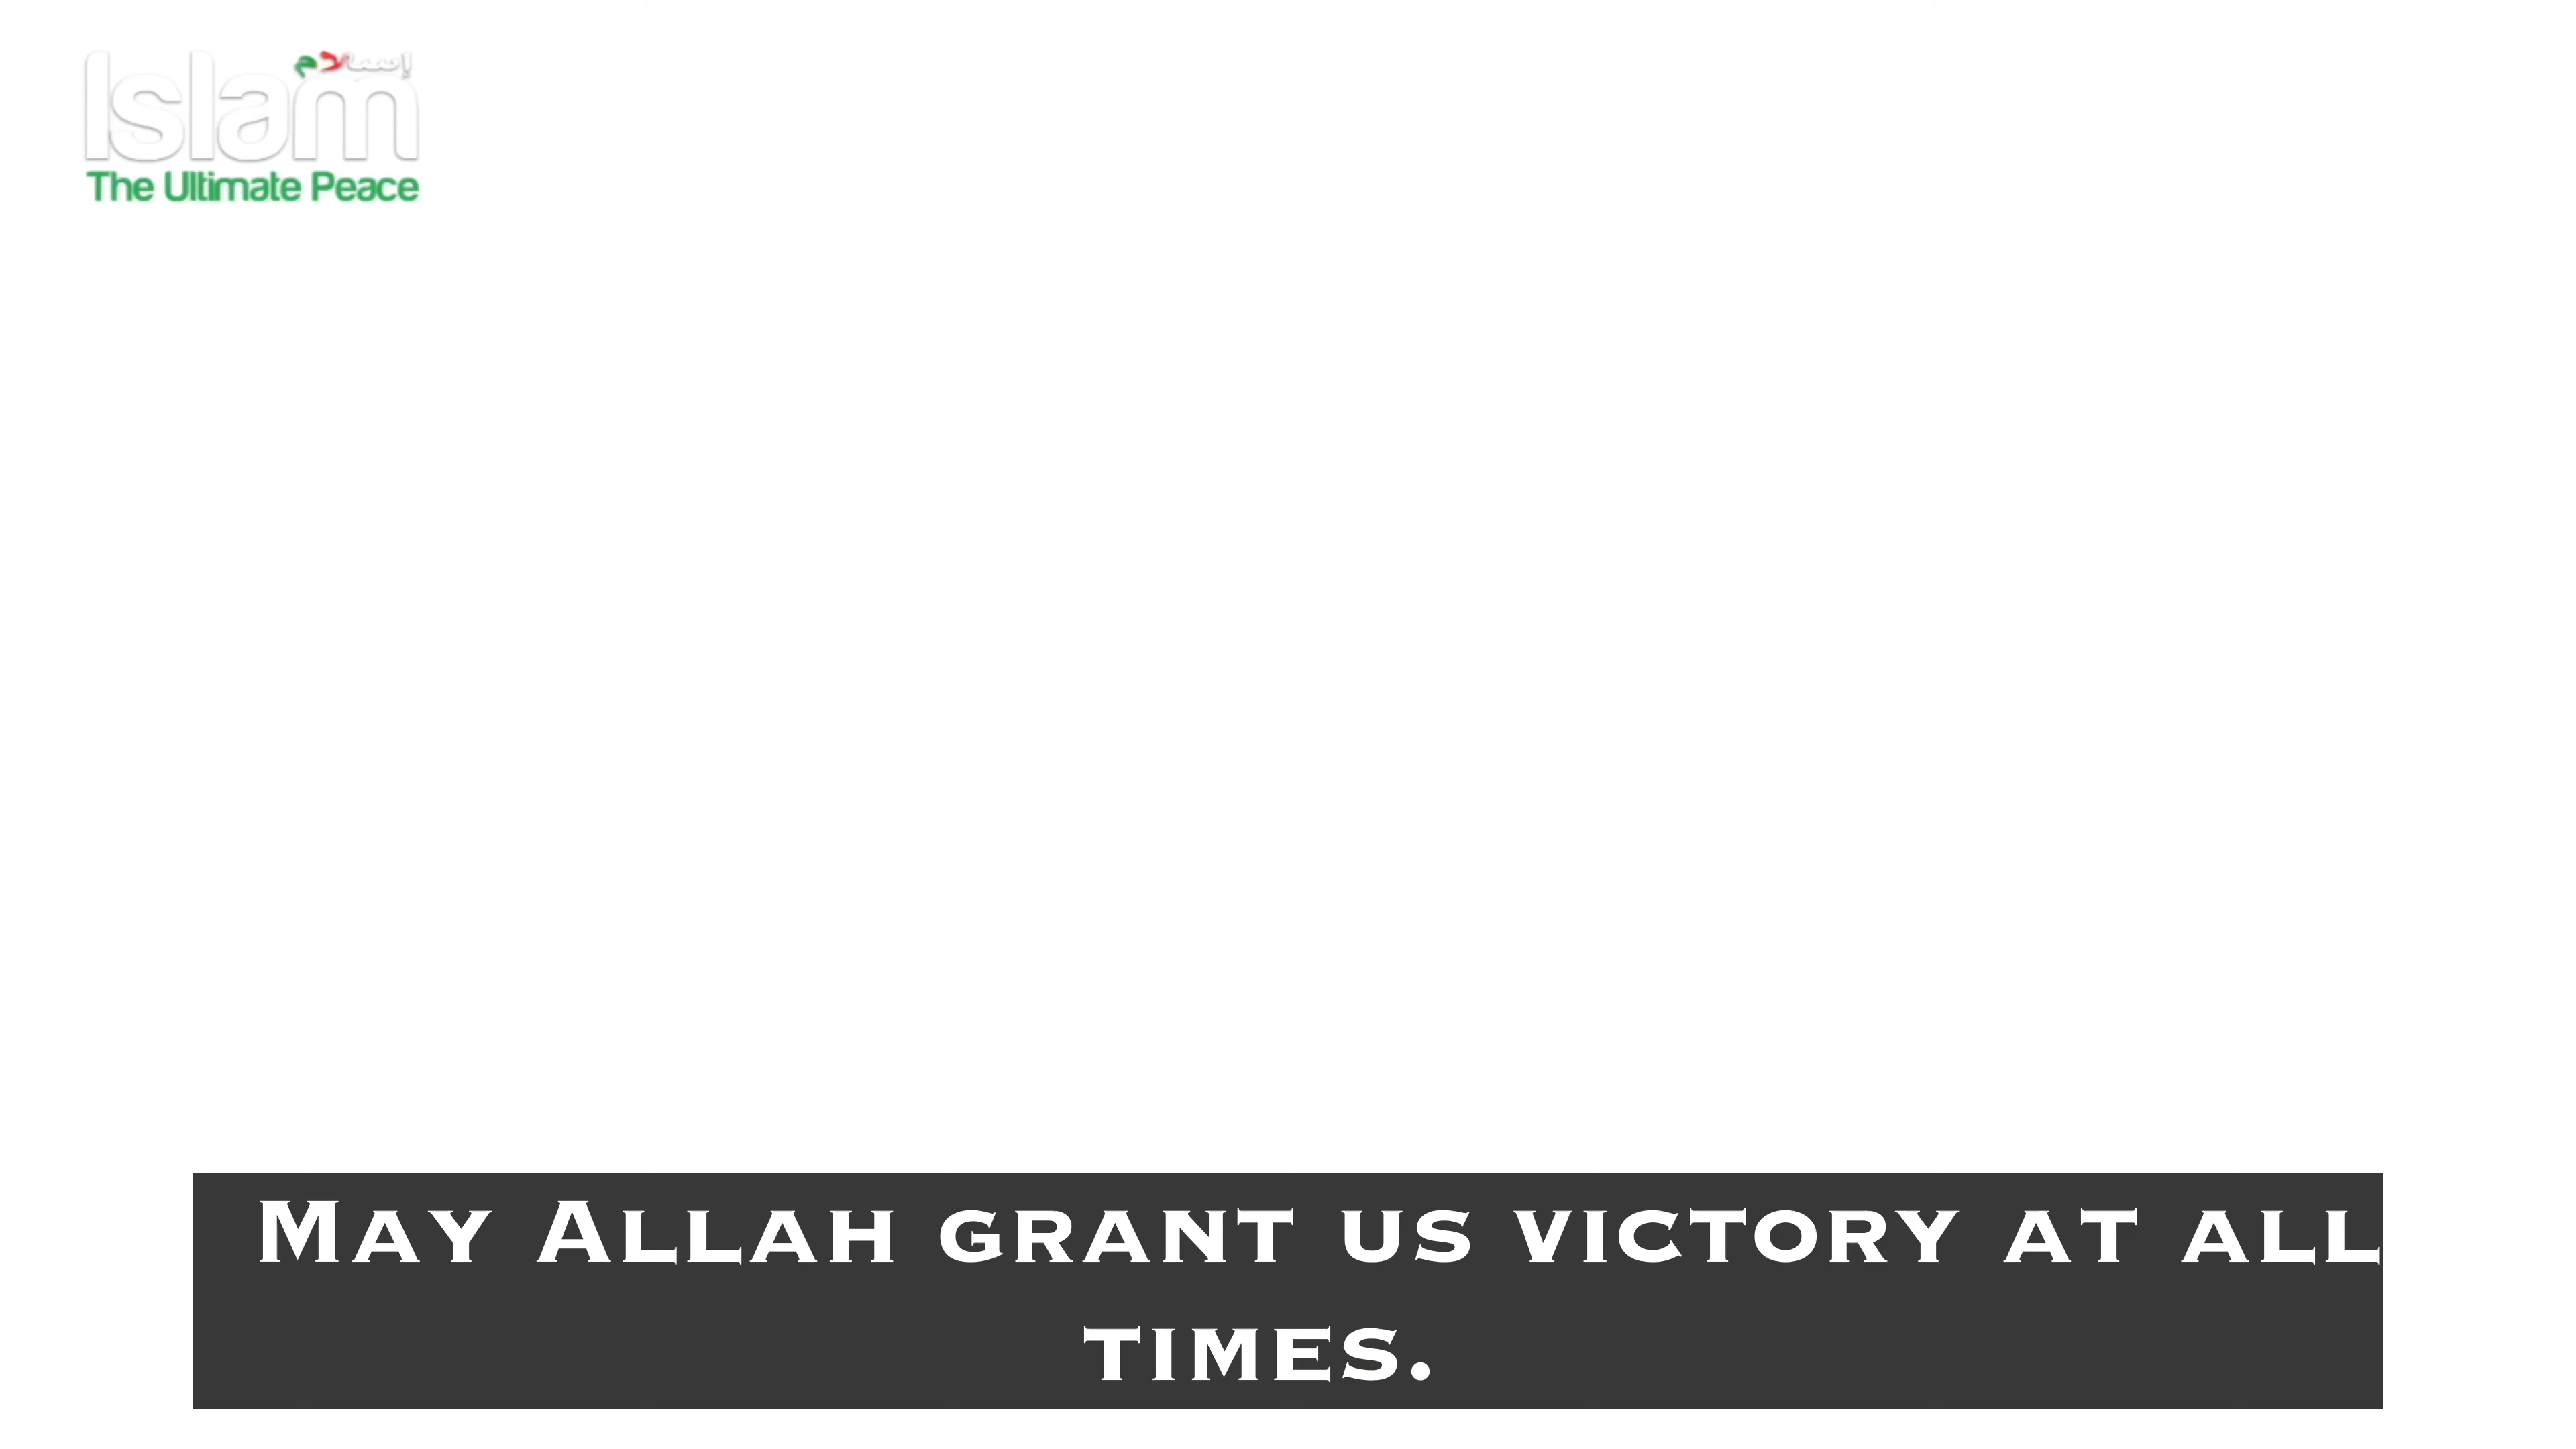 إسلام
Islam
The Ultimate Peace
May Allah grant us victory at all
times.